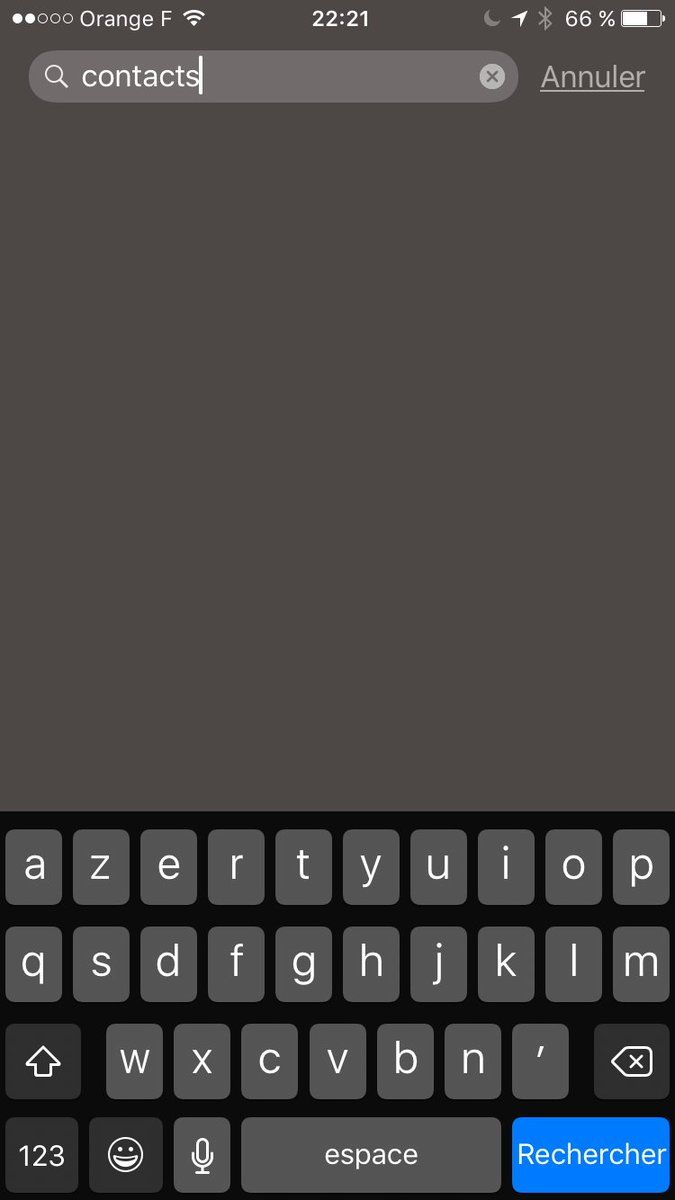 Orange F 22:21 66 %
contacts Annuler
a z e r t y u i o p
q s d f g h j k l m
w x c v b n ’
123 espace Rechercher